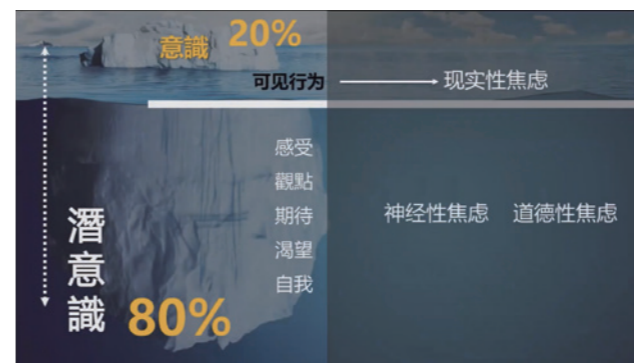 意識 20%
可见行为 现实性焦虑
感受
觀點
期待
渴望
自我
神经性焦虑 道德性焦虑
潛意識 80%